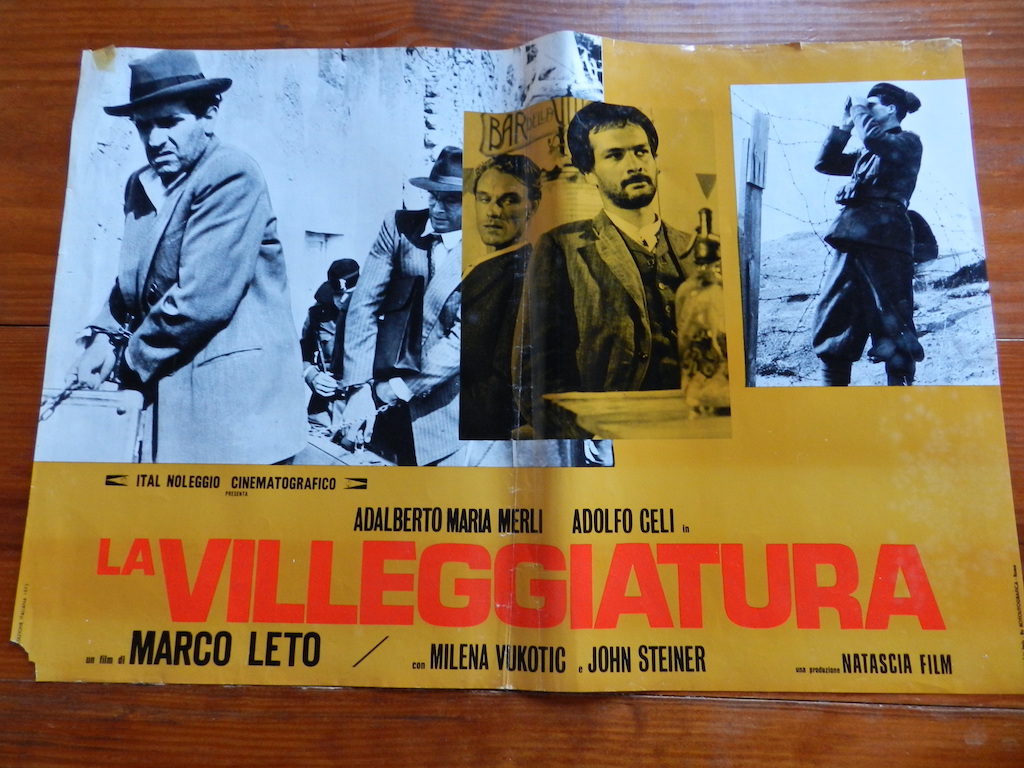 BAR DELLA
ITAL NOLEGGIO CINEMATOGRAFICO
PRESENTA
ADALBERTO MARIA MERLI ADOLFO CELI in
LA VILLEGGIATURA
un film di MARCO LETO / con MILENA VUKOTIC e JOHN STEINER
una produzione NATASCIA FILM